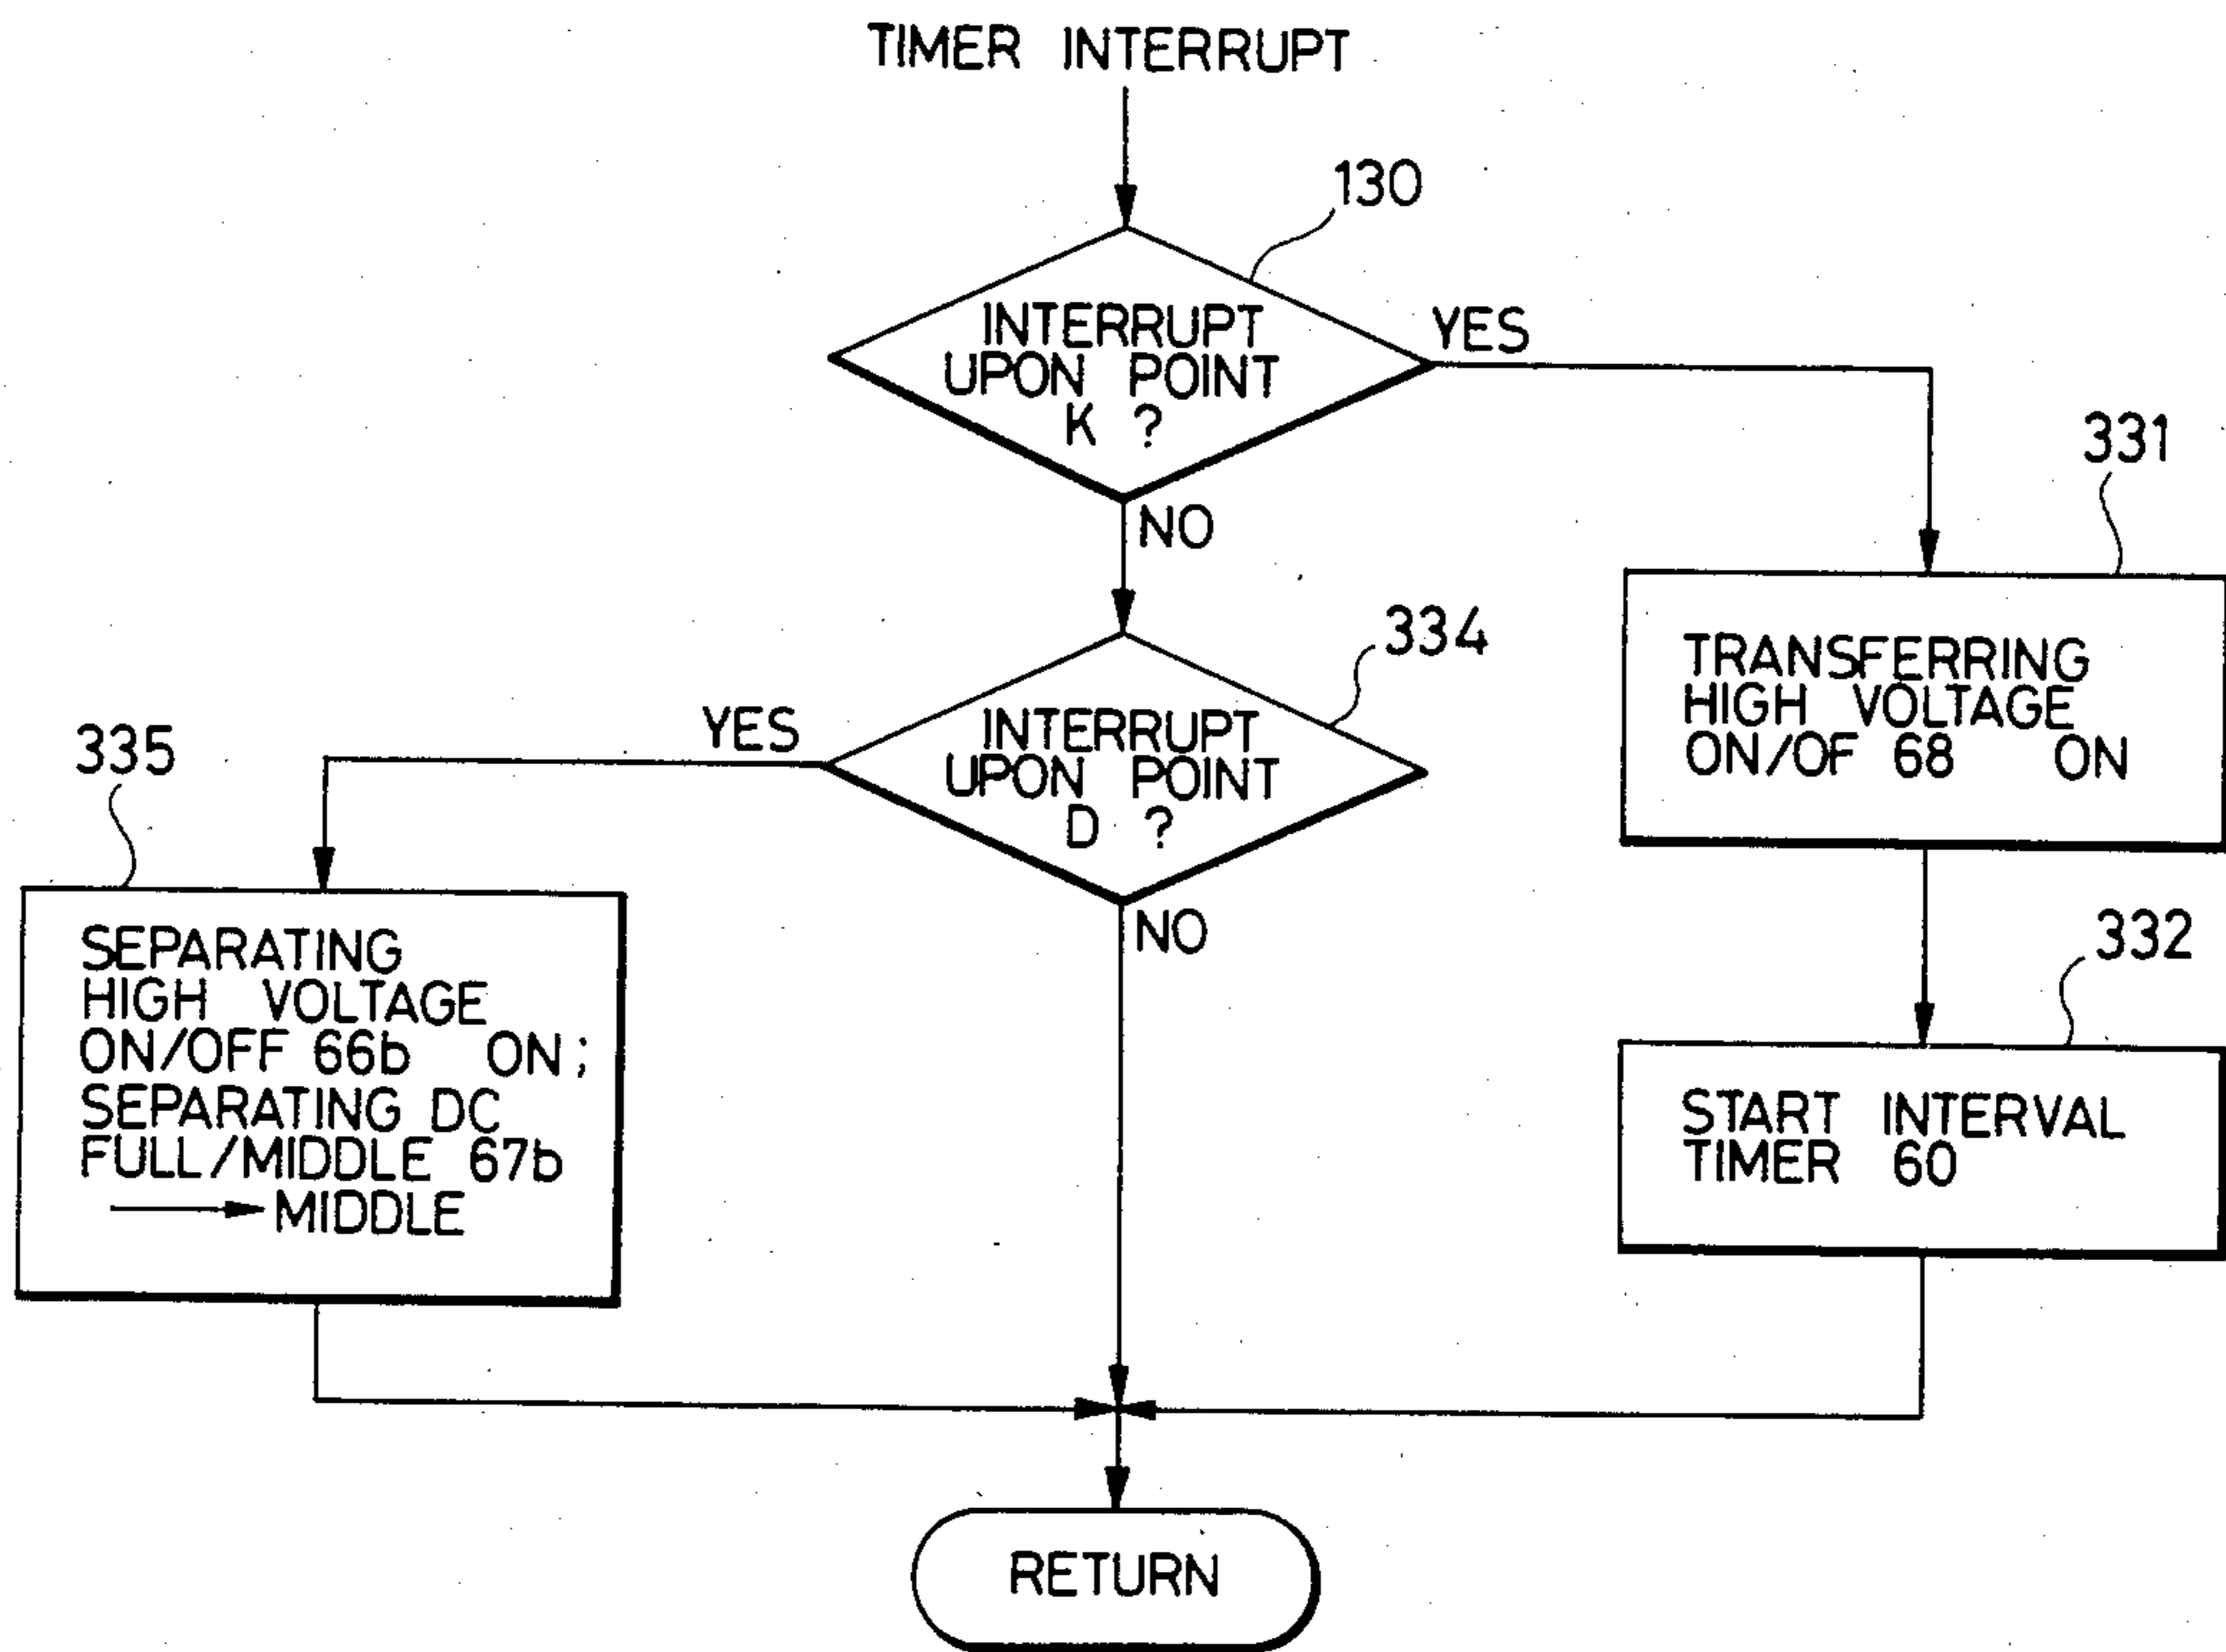 TIMER INTERRUPT
130
INTERRUPT
UPON POINT
K ?
YES
NO
331
TRANSFERRING
HIGH VOLTAGE
ON/OF 68 ON
334
INTERRUPT
UPON POINT
D ?
YES
NO
335
SEPARATING
HIGH VOLTAGE
ON/OFF 66b ON;
SEPARATING DC
FULL/MIDDLE 67b
→ MIDDLE
332
START INTERVAL
TIMER 60
RETURN